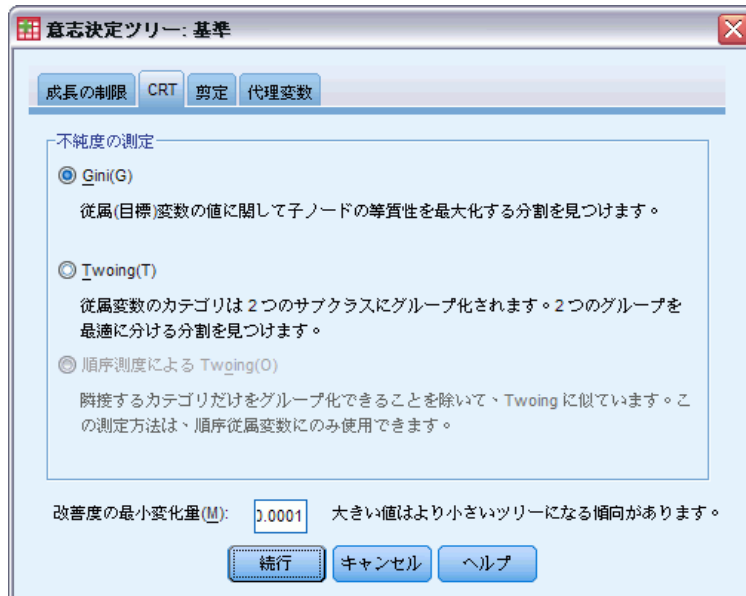 意志決定ツリー: 基準
成長の制限 CRT 剪定 代理変数
不純度の測定
Gini(G)
従属(目標)変数の値に関して子ノードの等質性を最大化する分割を見つけます。
Twoing(T)
従属変数のカテゴリは2つのサブクラスにグループ化されます。2つのグループを
最適に分ける分割を見つけます。
順序測度による Twoing(O)
隣接するカテゴリだけをグループ化できることを除いて、Twoing に似ています。こ
の測定方法は、順序従属変数にのみ使用できます。
改善度の最小変化量(M): 0.0001 大きい値はより小さいツリーになる傾向があります。
続行 キャンセル ヘルプ